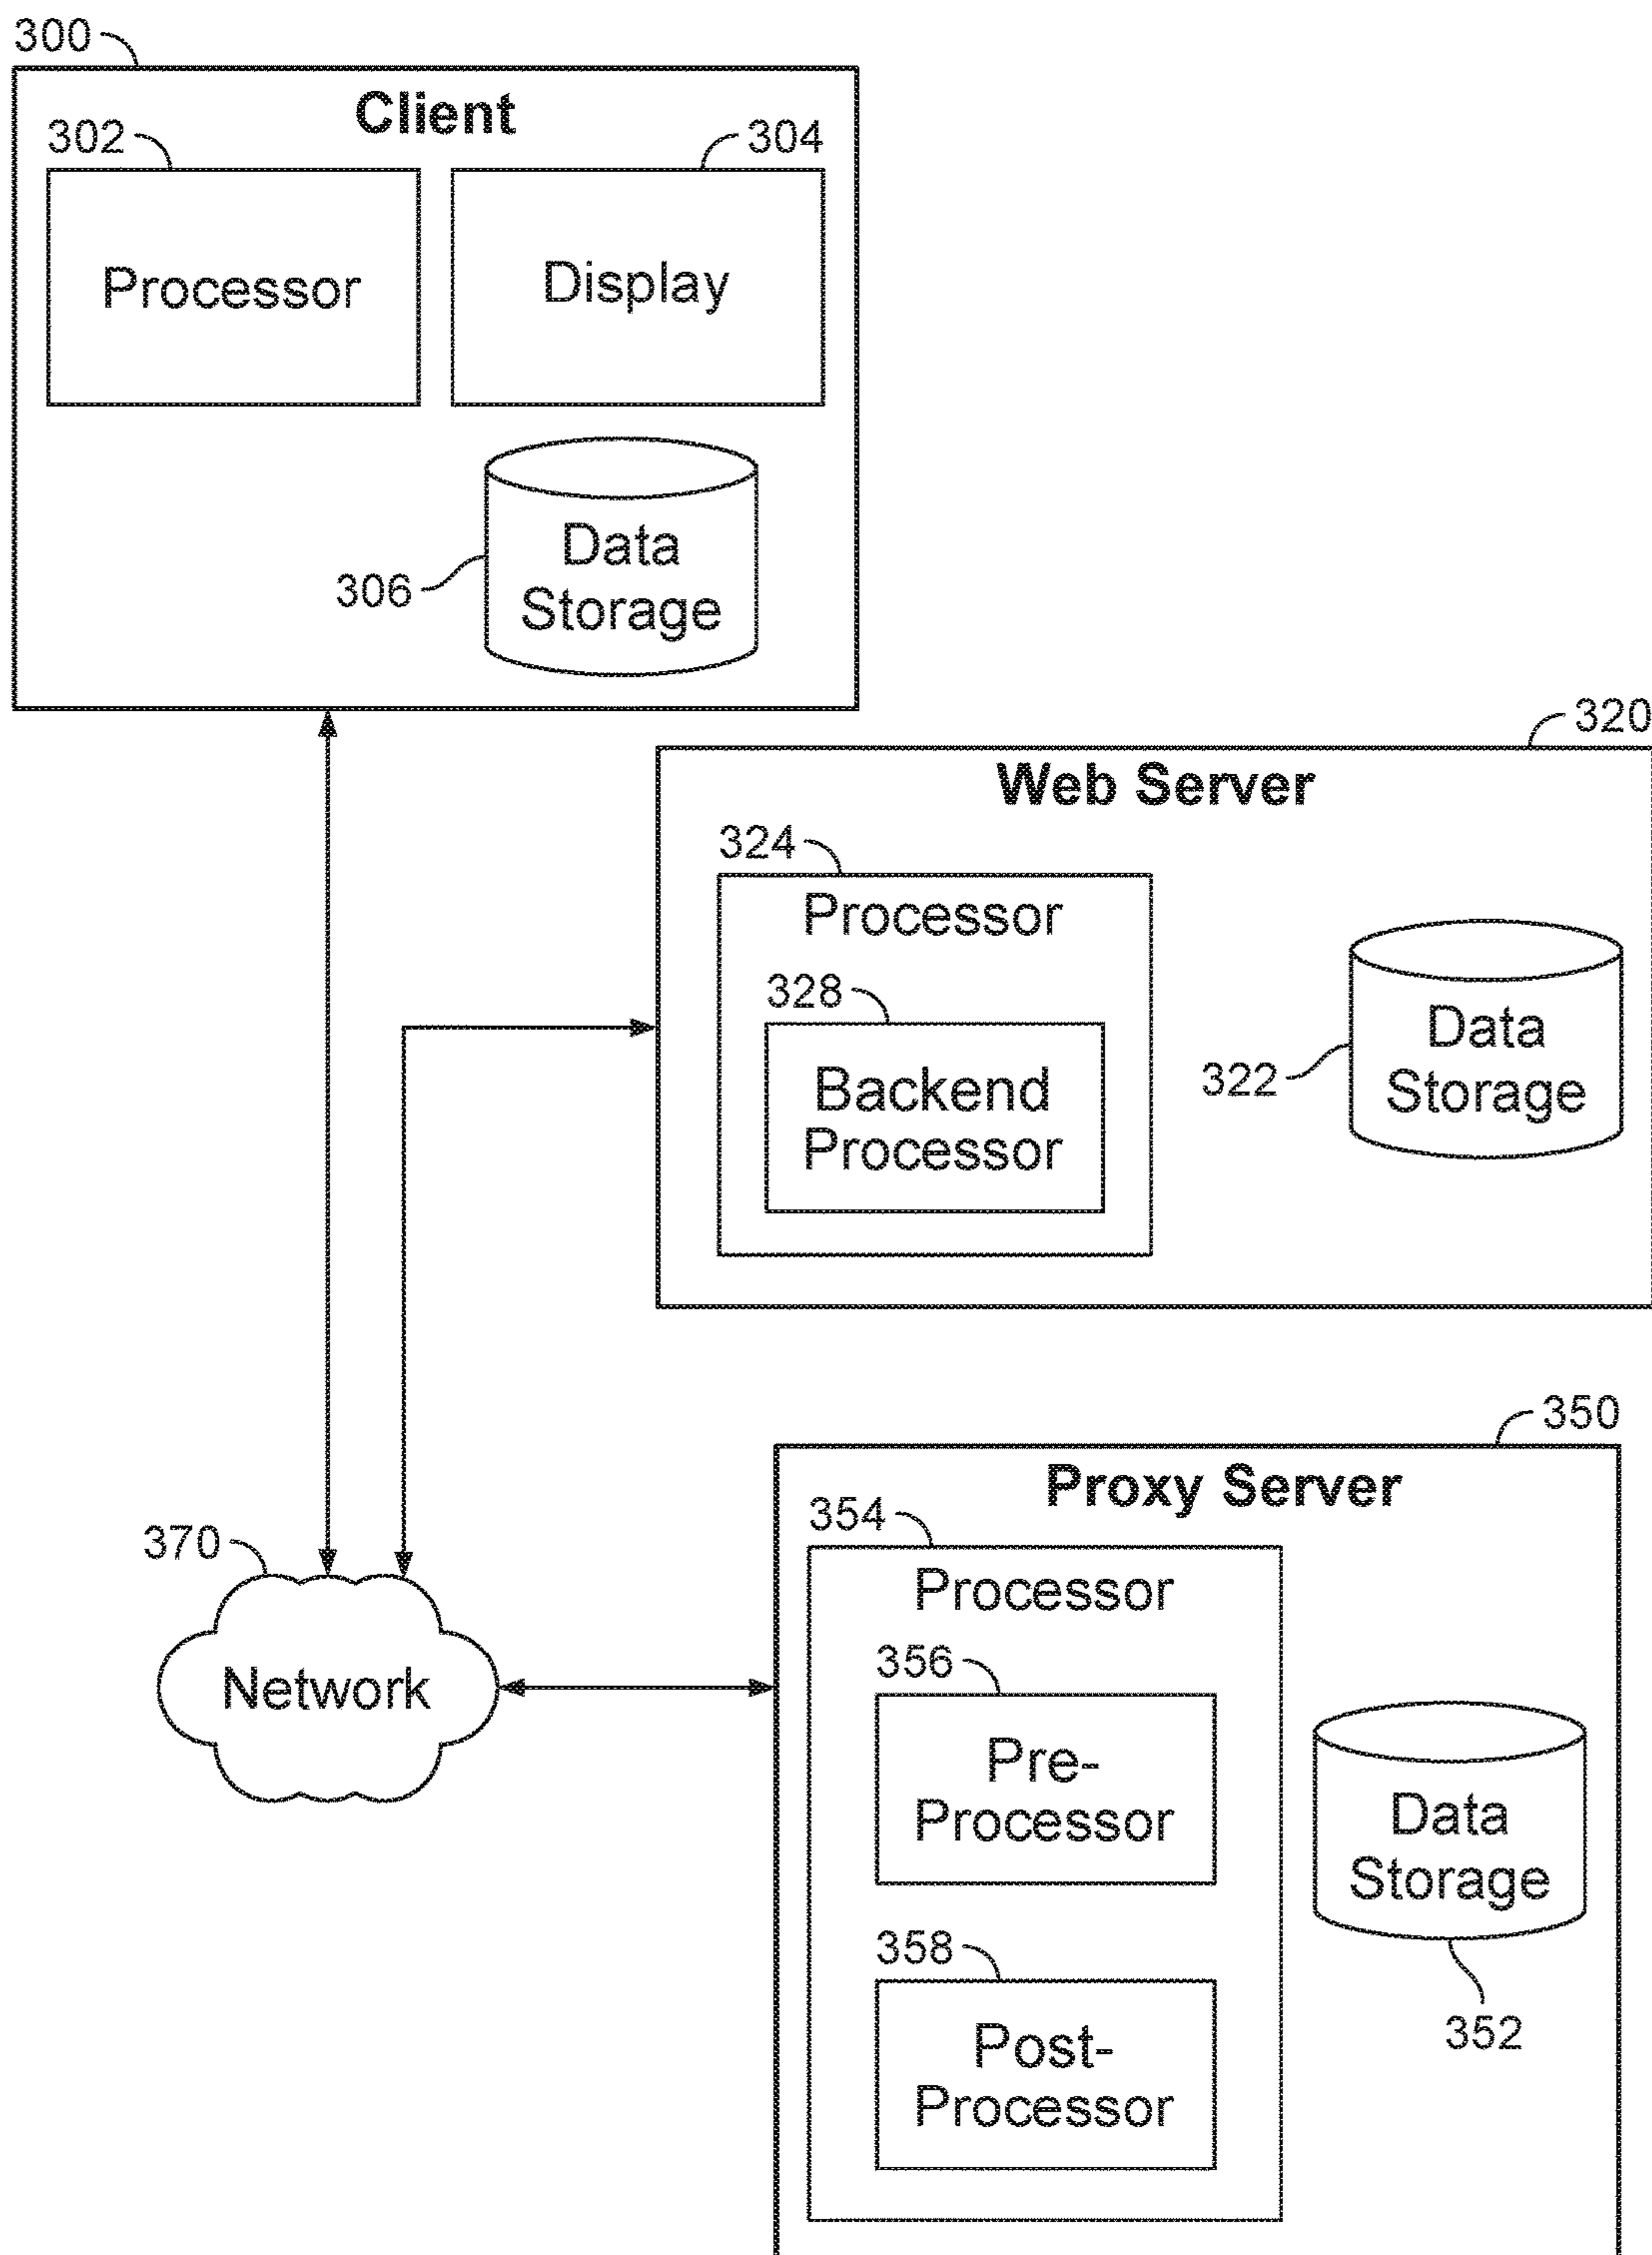 300
Client
302
304
Processor
Display
Data
Storage
306
320
Web Server
324
Processor
328
Backend
Processor
Data
Storage
322
350
Proxy Server
354
Processor
370
Network
356
Pre-
Processor
Data
Storage
358
352
Post-
Processor